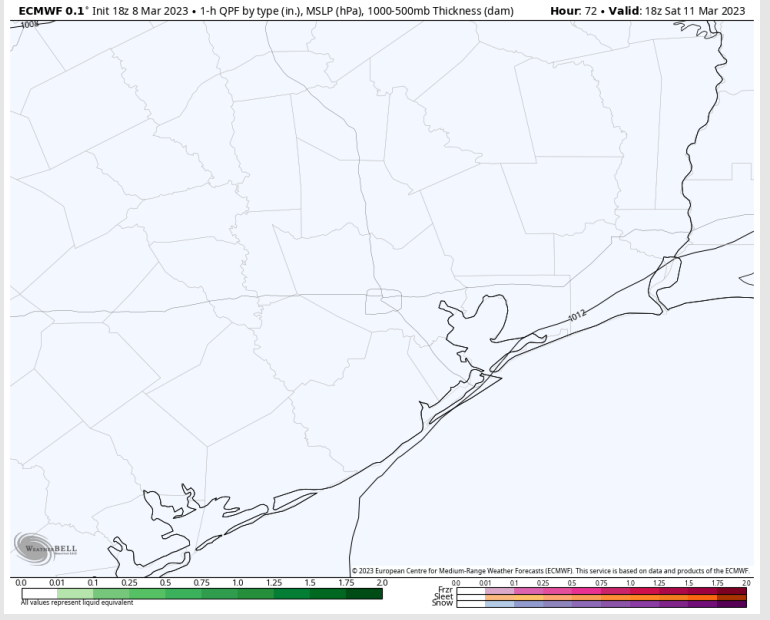 ECMWF 0.1° Init 18z 8 Mar 2023 • 1-h QPF by type (in.), MSLP (hPa), 1000-500mb Thickness (dam)
Hour: 72 • Valid: 18z Sat 11 Mar 2023
1008
1012
WeatherBELL
© 2023 European Centre for Medium-Range Weather Forecasts (ECMWF). This service is based on data and products of the ECMWF.
0.0 0.01 0.1 0.25 0.5 0.75 1.0 1.25 1.5 1.75 2.0
All values represent liquid equivalent
0.0 0.01 0.1 0.25 0.5 0.75 1.0 1.25 1.5 1.75 2.0
Frzr
Sleet
Snow